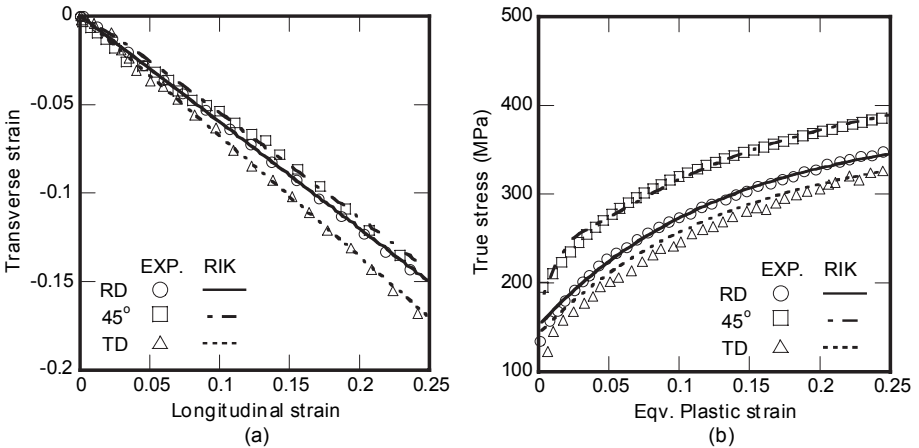 0
-0.05
-0.1
-0.15
-0.2
Transverse strain
EXP. RIK
RD
45°
TD
0 0.05 0.10 0.15 0.20 0.25
Longitudinal strain
(a)
500
400
300
200
100
True stress (MPa)
EXP. RIK
RD
45°
TD
0 0.05 0.1 0.15 0.2 0.25
Eqv. Plastic strain
(b)